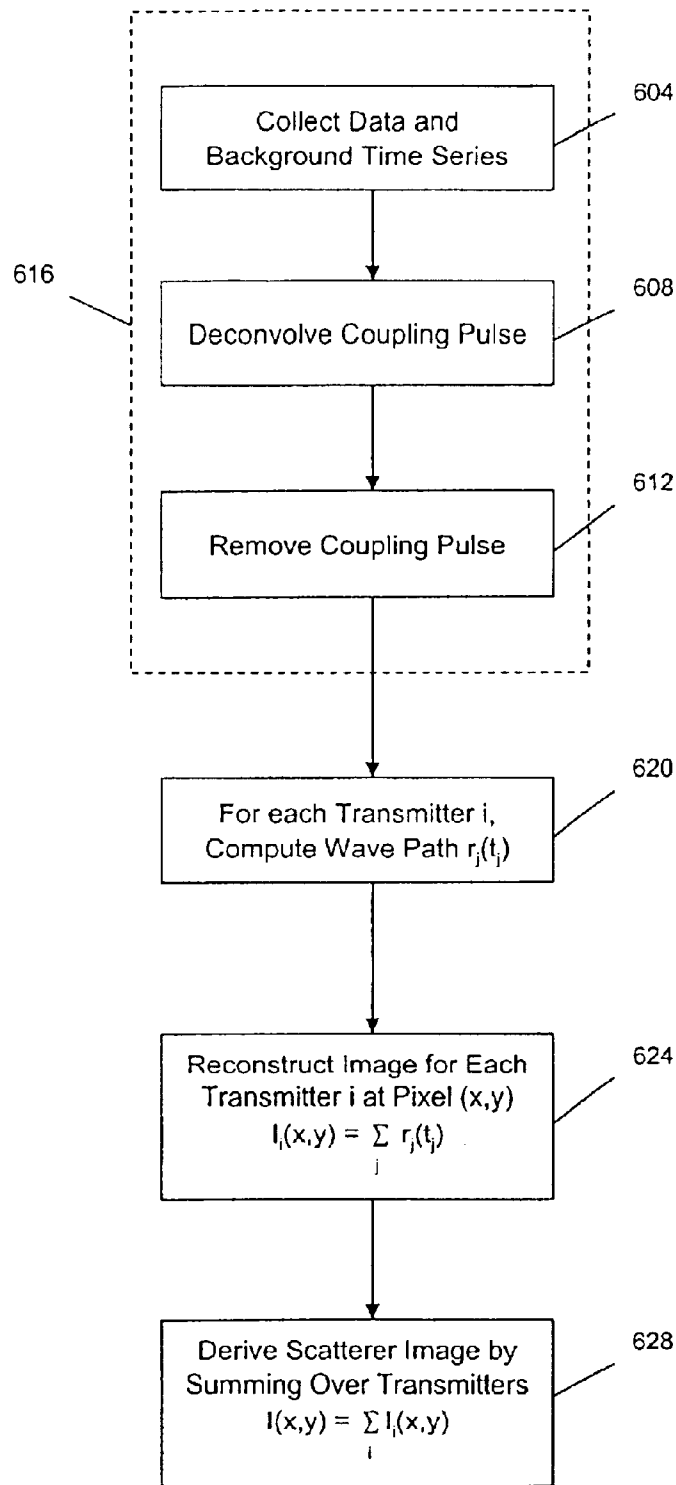 Collect Data and
Background Time Series
604
616
Deconvolve Coupling Pulse
608
Remove Coupling Pulse
612
For each Transmitter i,
Compute Wave Path r_j(t_j)
620
Reconstruct Image for Each
Transmitter i at Pixel (x,y)
I_i(x,y) = Σ r_j(t_j)
j
624
Derive Scatterer Image by
Summing Over Transmitters
I(x,y) = Σ I_i(x,y)
i
628